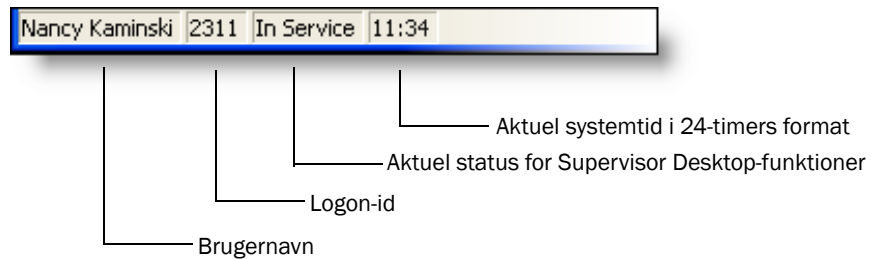 Nancy Kaminski 2311 In Service 11:34
Aktuel systemtid i 24-timers format
Aktuel status for Supervisor Desktop-funktioner
Logon-id
Brugernavn